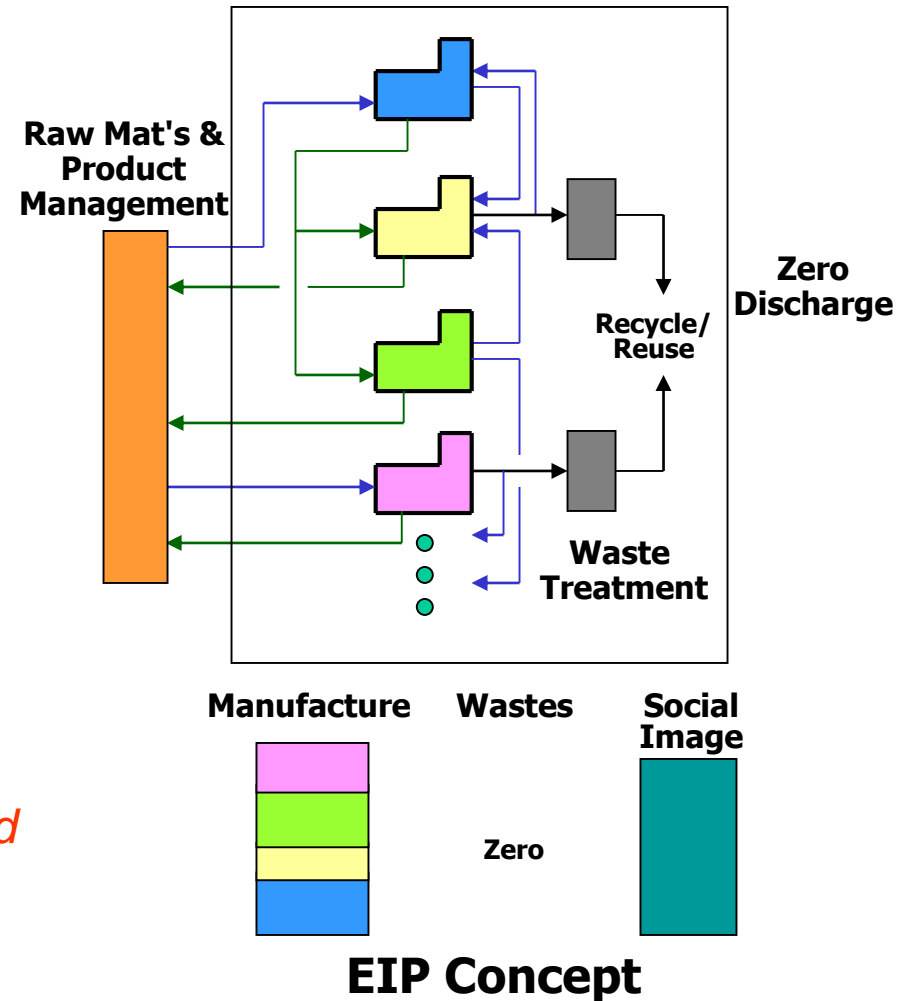 Raw Mat's &
Product
Management
Zero
Discharge
Recycle/
Reuse
Waste
Treatment
Manufacture
Wastes
Social
Image
d
Zero
EIP Concept